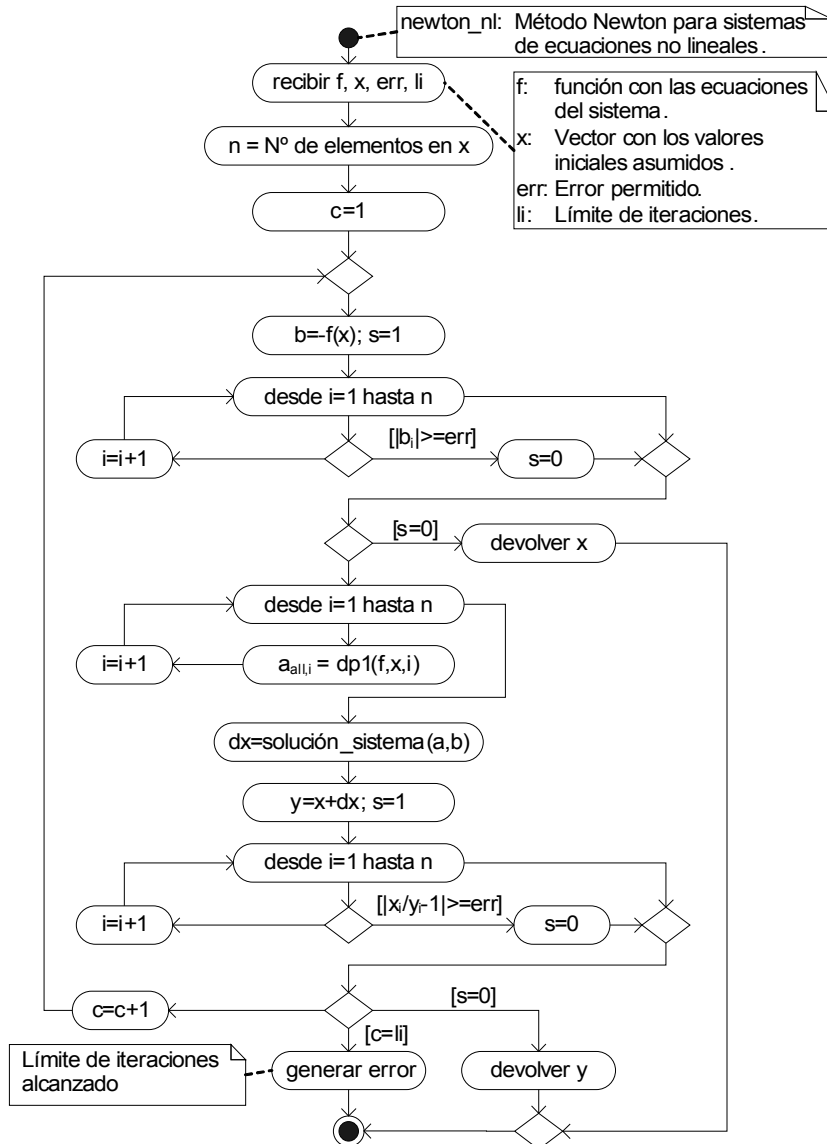 newton_nl: Método Newton para sistemas
de ecuaciones no lineales.
recibir f, x, err, li
f: función con las ecuaciones
del sistema.
x: Vector con los valores
iniciales asumidos.
err: Error permitido.
li: Límite de iteraciones.
n = Nº de elementos en x
c=1
b=-f(x); s=1
desde i=1 hasta n
[|bi|>=err]
i=i+1
s=0
[s=0]
devolver x
desde i=1 hasta n
i=i+1
aall,i = dp1(f,x,i)
dx=solución_sistema(a,b)
y=x+dx; s=1
desde i=1 hasta n
[|xi/yi-1|>=err]
i=i+1
s=0
[s=0]
c=c+1
[c=li]
Límite de iteraciones
alcanzado
generar error
devolver y